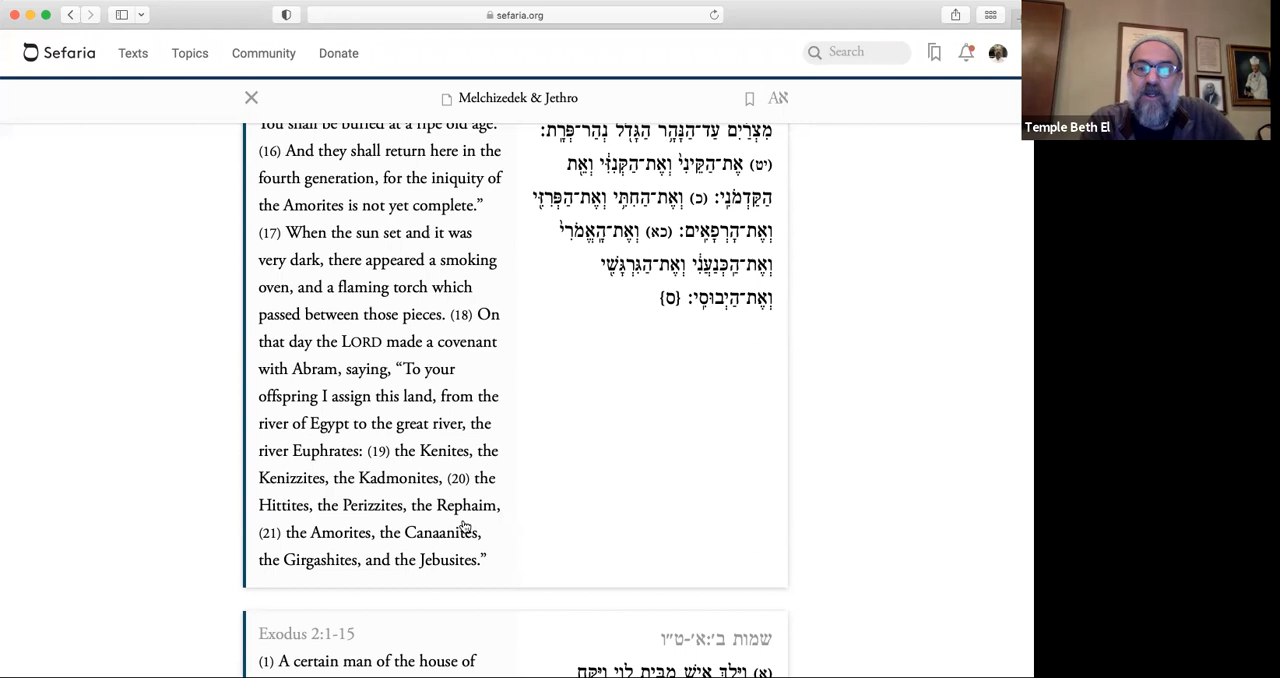 sefaria.org
Sefaria
Texts
Topics
Community
Donate
Search
Melchizedek & Jethro
Temple Beth El
You shall be buried at a ripe old age.
(16) And they shall return here in the
fourth generation, for the iniquity of
the Amorites is not yet complete.”
(17) When the sun set and it was
very dark, there appeared a smoking
oven, and a flaming torch which
passed between those pieces. (18) On
that day the LORD made a covenant
with Abram, saying, “To your
offspring I assign this land, from the
river of Egypt to the great river, the
river Euphrates: (19) the Kenites, the
Kenizzites, the Kadmonites, (20) the
Hittites, the Perizzites, the Rephaim,
(21) the Amorites, the Canaanites,
the Girgashites, and the Jebusites.”
מִצְרַ֔יִם עַד־הַנָּהָ֥ר הַגָּדֹ֖ל נְהַר־פְּרָֽת׃
(יט) אֶת־הַקֵּינִי֙ וְאֶת־הַקְּנִזִּ֔י וְאֵ֖ת
הַקַּדְמֹנִֽי׃ (כ) וְאֶת־הַחִתִּ֥י וְאֶת־הַפְּרִזִּ֖י
וְאֶת־הָרְפָאִֽים׃ (כא) וְאֶת־הָֽאֱמֹרִי֙
וְאֶת־הַֽכְּנַעֲנִ֔י וְאֶת־הַגִּרְגָּשִׁ֖י
וְאֶת־הַיְבוּסִֽי׃ {ס}
Exodus 2:1-15
(1) A certain man of the house of
שמות ב׳:א׳-ט״ו
(א) וַיֵּ֥לֶךְ אִ֖ישׁ מִבֵּ֣ית לֵוִ֑י וַיִּקַּ֖ח